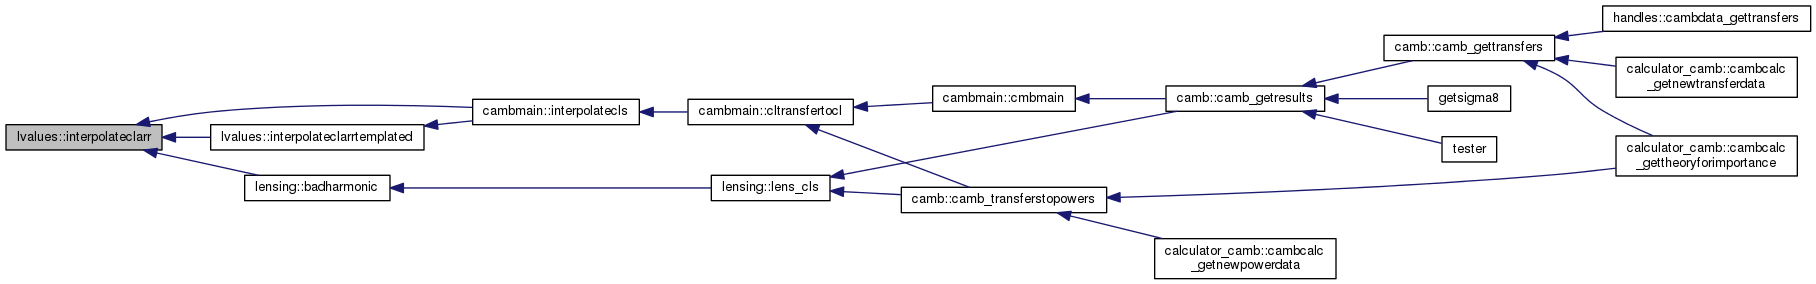 lvalues::interpolateclarr
cambmain::interpolatecls
lvalues::interpolateclarrtemplated
lensing::badharmonic
cambmain::cltransfertocl
lensing::lens_cls
cambmain::cmbmain
camb::camb_transferstopowers
camb::camb_getresults
calculator_camb::cambcalc
_getnewpowerdata
camb::camb_gettransfers
getsigma8
tester
handles::cambdata_gettransfers
calculator_camb::cambcalc
_getnewtransferdata
calculator_camb::cambcalc
_gettheoryforimportance